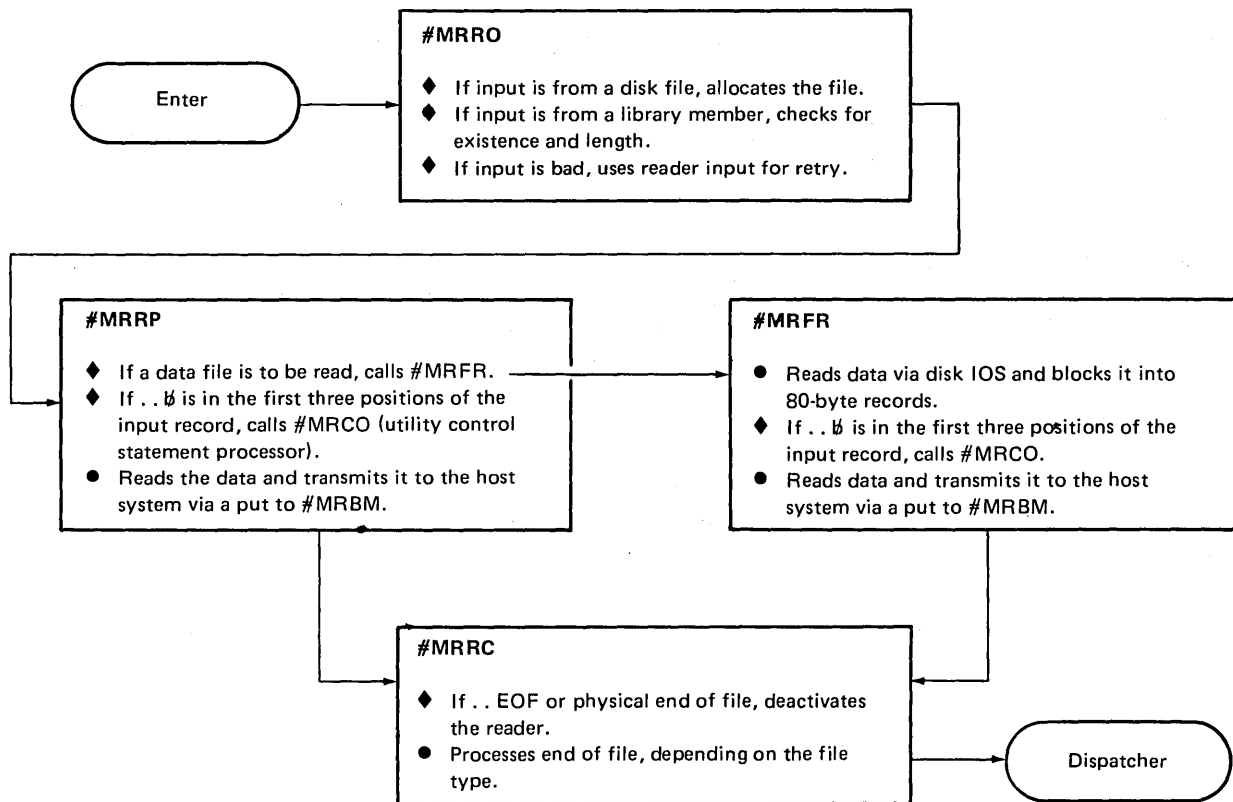 Enter
#MRRO
♦ If input is from a disk file, allocates the file.
♦ If input is from a library member, checks for
existence and length.
♦ If input is bad, uses reader input for retry.
#MRRP
♦ If a data file is to be read, calls #MRFR.
♦ If . . b̸ is in the first three positions of the
input record, calls #MRCO (utility control
statement processor).
● Reads the data and transmits it to the host
system via a put to #MRBM.
#MRFR
● Reads data via disk IOS and blocks it into
80-byte records.
♦ If . . b̸ is in the first three positions of the
input record, calls #MRCO.
● Reads data and transmits it to the host
system via a put to #MRBM.
#MRRC
♦ If . . EOF or physical end of file, deactivates
the reader.
● Processes end of file, depending on the file
type.
Dispatcher